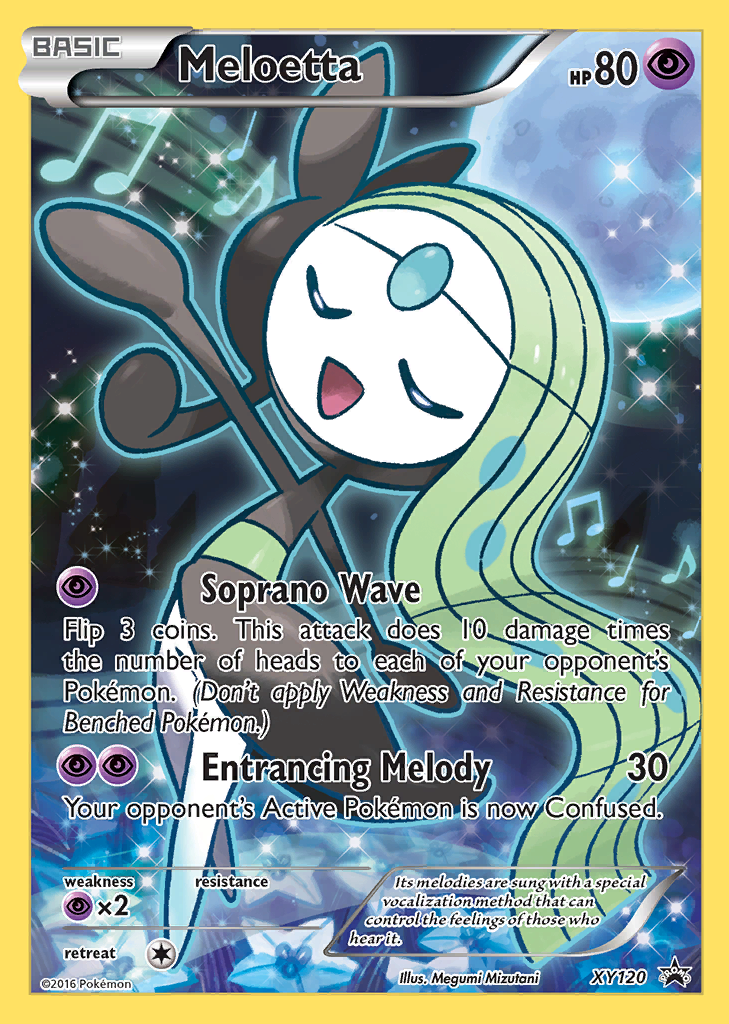 BASIC
Meloetta
HP 80
Soprano Wave
Flip 3 coins. This attack does 10 damage times
the number of heads to each of your opponent's
Pokémon. (Don't apply Weakness and Resistance for
Benched Pokémon.)
Entrancing Melody 30
Your opponent's Active Pokémon is now Confused.
weakness resistance
×2
retreat
Its melodies are sung with a special
vocalization method that can
control the feelings of those who
hear it.
©2016 Pokémon
Illus. Megumi Mizutani
XY120
PROMO